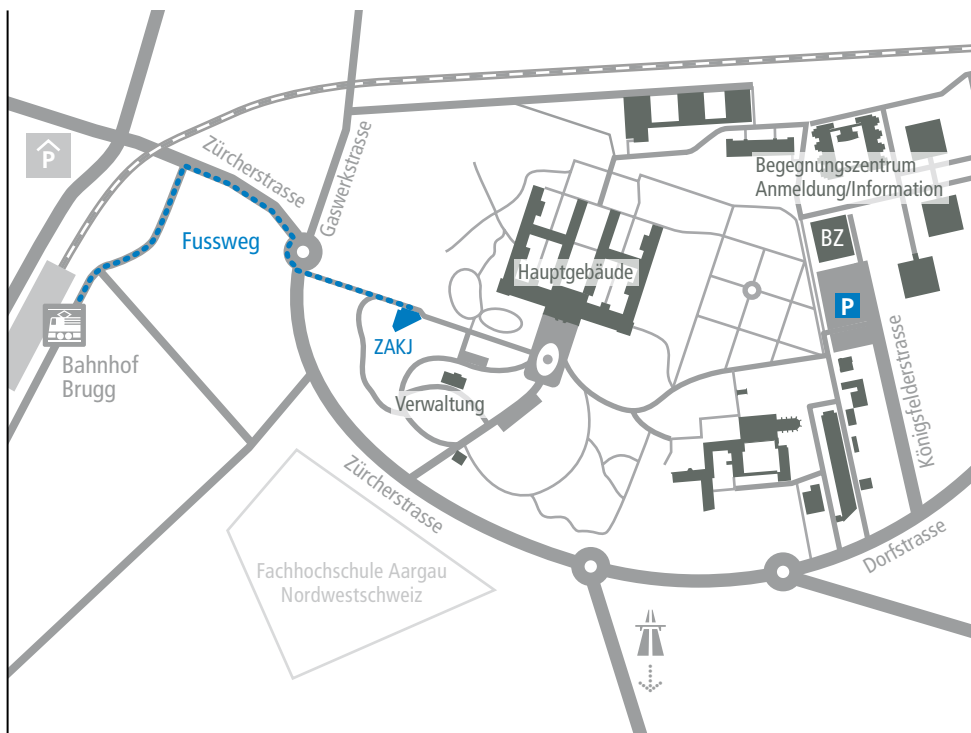 P
Zürcherstrasse
Gaswerkstrasse
Begegnungszentrum
Anmeldung/Information
Fussweg
BZ
Hauptgebäude
P
ZAKJ
Bahnhof
Brugg
Verwaltung
Königsfelderstrasse
Zürcherstrasse
Dorfstrasse
Fachhochschule Aargau
Nordwestschweiz